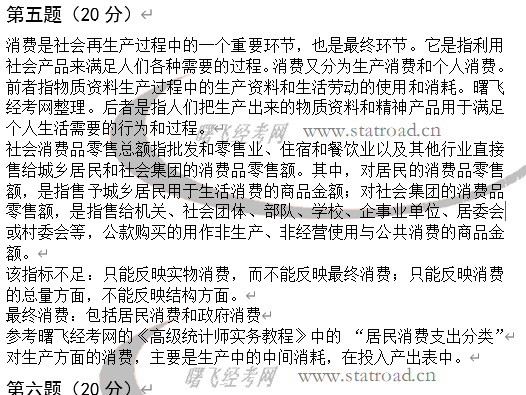 第五题（20 分）
消费是社会再生产过程中的一个重要环节，也是最终环节。它是指利用
社会产品来满足人们各种需要的过程。消费又分为生产消费和个人消费。
前者指物质资料生产过程中的生产资料和生活劳动的使用和消耗。曙飞
经考网整理。后者是指人们把生产出来的物质资料和精神产品用于满足
个人生活需要的行为和过程。
曙飞经考网 www.statroad.cn
社会消费品零售总额指批发和零售业、住宿和餐饮业以及其他行业直接
售给城乡居民和社会集团的消费品零售额。其中，对居民的消费品零售
额，是指售予城乡居民用于生活消费的商品金额；对社会集团的消费品
零售额，是指售给机关、社会团体、部队、学校、企事业单位、居委会
或村委会等，公款购买的用作非生产、非经营使用与公共消费的商品金
额。
该指标不足：只能反映实物消费，而不能反映最终消费；只能反映消费
的总量方面，不能反映结构方面。
最终消费：包括居民消费和政府消费
参考曙飞经考网的《高级统计师实务教程》中的 “居民消费支出分类”
对生产方面的消费，主要是生产中的中间消耗，在投入产出表中。
曙飞经考网 www.statroad.cn
第六题（20 分）